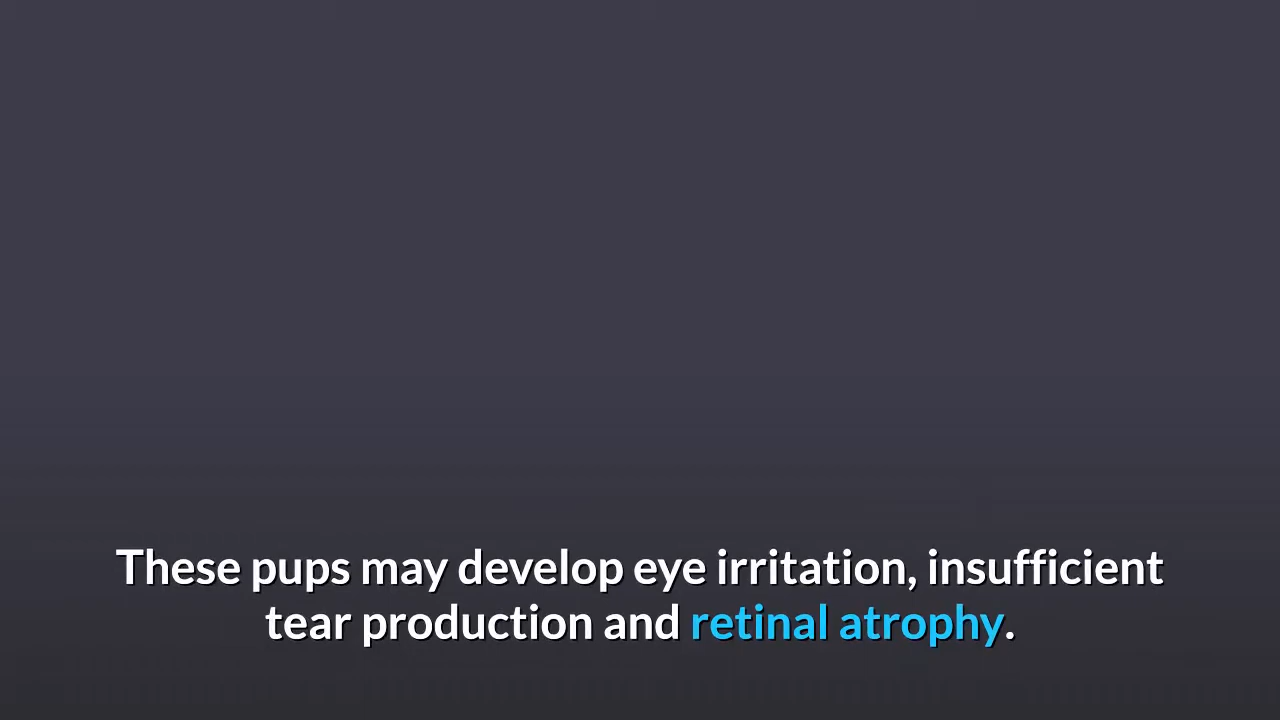 These pups may develop eye irritation, insufficient
tear production and retinal atrophy.